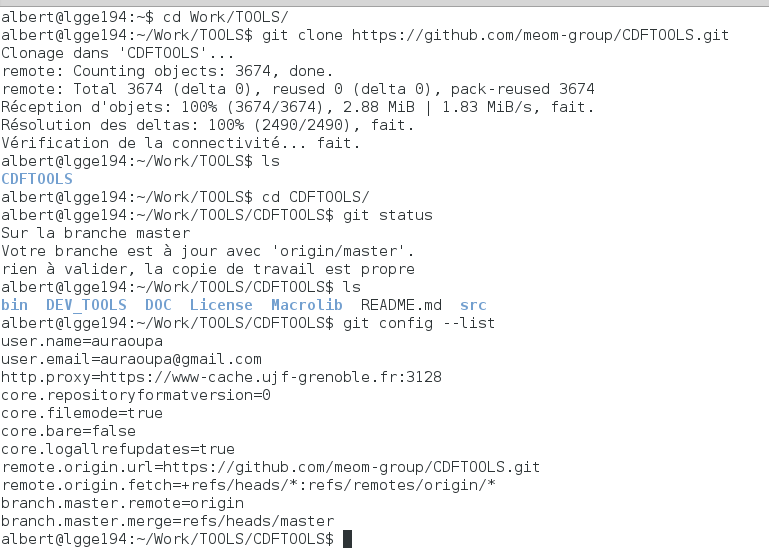 albert@lgge194:~$ cd Work/TOOLS/
albert@lgge194:~/Work/TOOLS$ git clone https://github.com/meom-group/CDFTOOLS.git
Clonage dans 'CDFTOOLS'...
remote: Counting objects: 3674, done.
remote: Total 3674 (delta 0), reused 0 (delta 0), pack-reused 3674
Réception d'objets: 100% (3674/3674), 2.88 MiB | 1.83 MiB/s, fait.
Résolution des deltas: 100% (2490/2490), fait.
Vérification de la connectivité... fait.
albert@lgge194:~/Work/TOOLS$ ls
CDFTOOLS
albert@lgge194:~/Work/TOOLS$ cd CDFTOOLS/
albert@lgge194:~/Work/TOOLS/CDFTOOLS$ git status
Sur la branche master
Votre branche est à jour avec 'origin/master'.
rien à valider, la copie de travail est propre
albert@lgge194:~/Work/TOOLS/CDFTOOLS$ ls
bin  DEV_TOOLS  DOC  License  Macrolib  README.md  src
albert@lgge194:~/Work/TOOLS/CDFTOOLS$ git config --list
user.name=auraoupa
user.email=auraoupa@gmail.com
http.proxy=https://www-cache.ujf-grenoble.fr:3128
core.repositoryformatversion=0
core.filemode=true
core.bare=false
core.logallrefupdates=true
remote.origin.url=https://github.com/meom-group/CDFTOOLS.git
remote.origin.fetch=+refs/heads/*:refs/remotes/origin/*
branch.master.remote=origin
branch.master.merge=refs/heads/master
albert@lgge194:~/Work/TOOLS/CDFTOOLS$